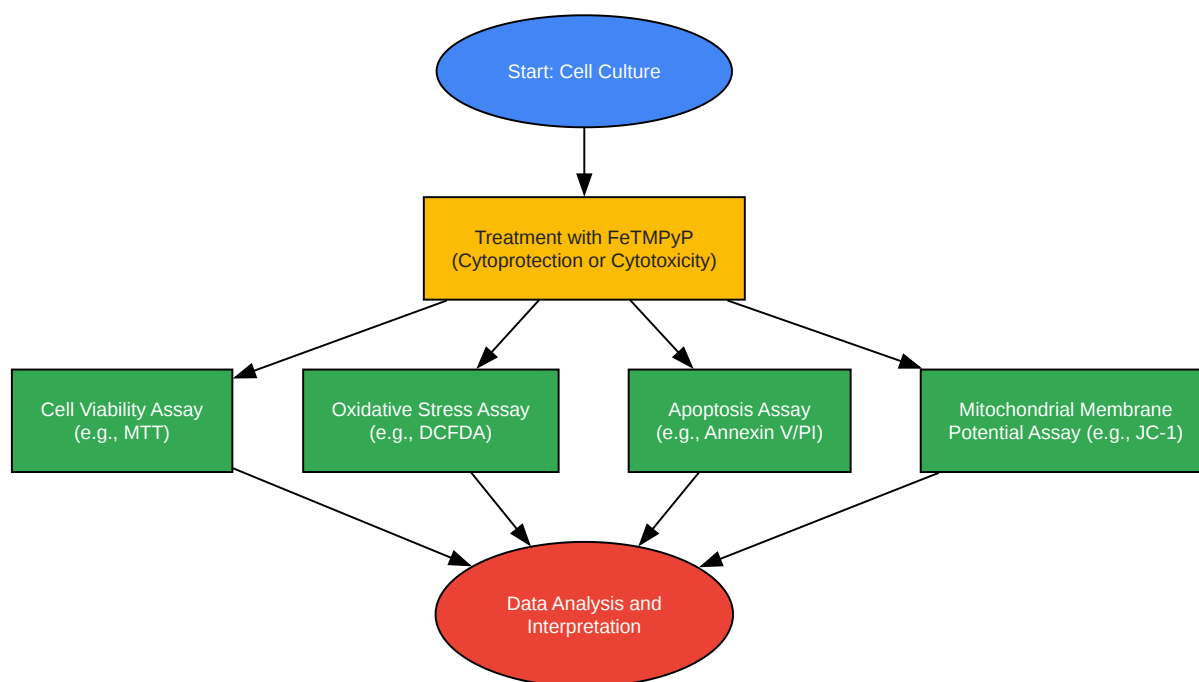 Start: Cell Culture
Treatment with FeTMPyP
(Cytoprotection or Cytotoxicity)
Cell Viability Assay
(e.g., MTT)
Oxidative Stress Assay
(e.g., DCFDA)
Apoptosis Assay
(e.g., Annexin V/PI)
Mitochondrial Membrane
Potential Assay (e.g., JC-1)
Data Analysis and
Interpretation